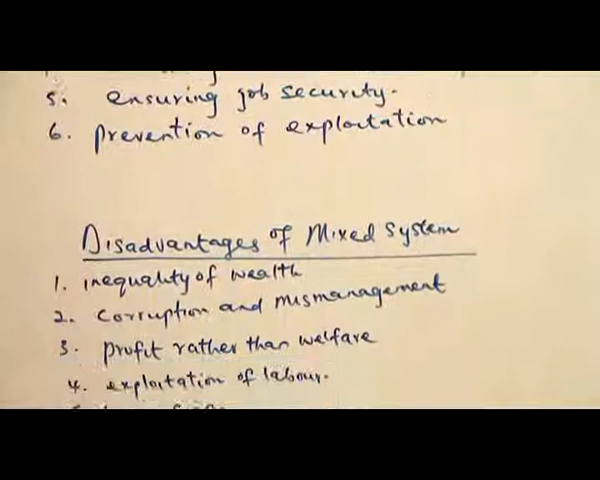 5. ensuring job security.
6. prevention of exploitation
Disadvantages of Mixed System
1. inequality of wealth
2. corruption and mismanagement
3. profit rather than welfare
4. exploitation of labour.